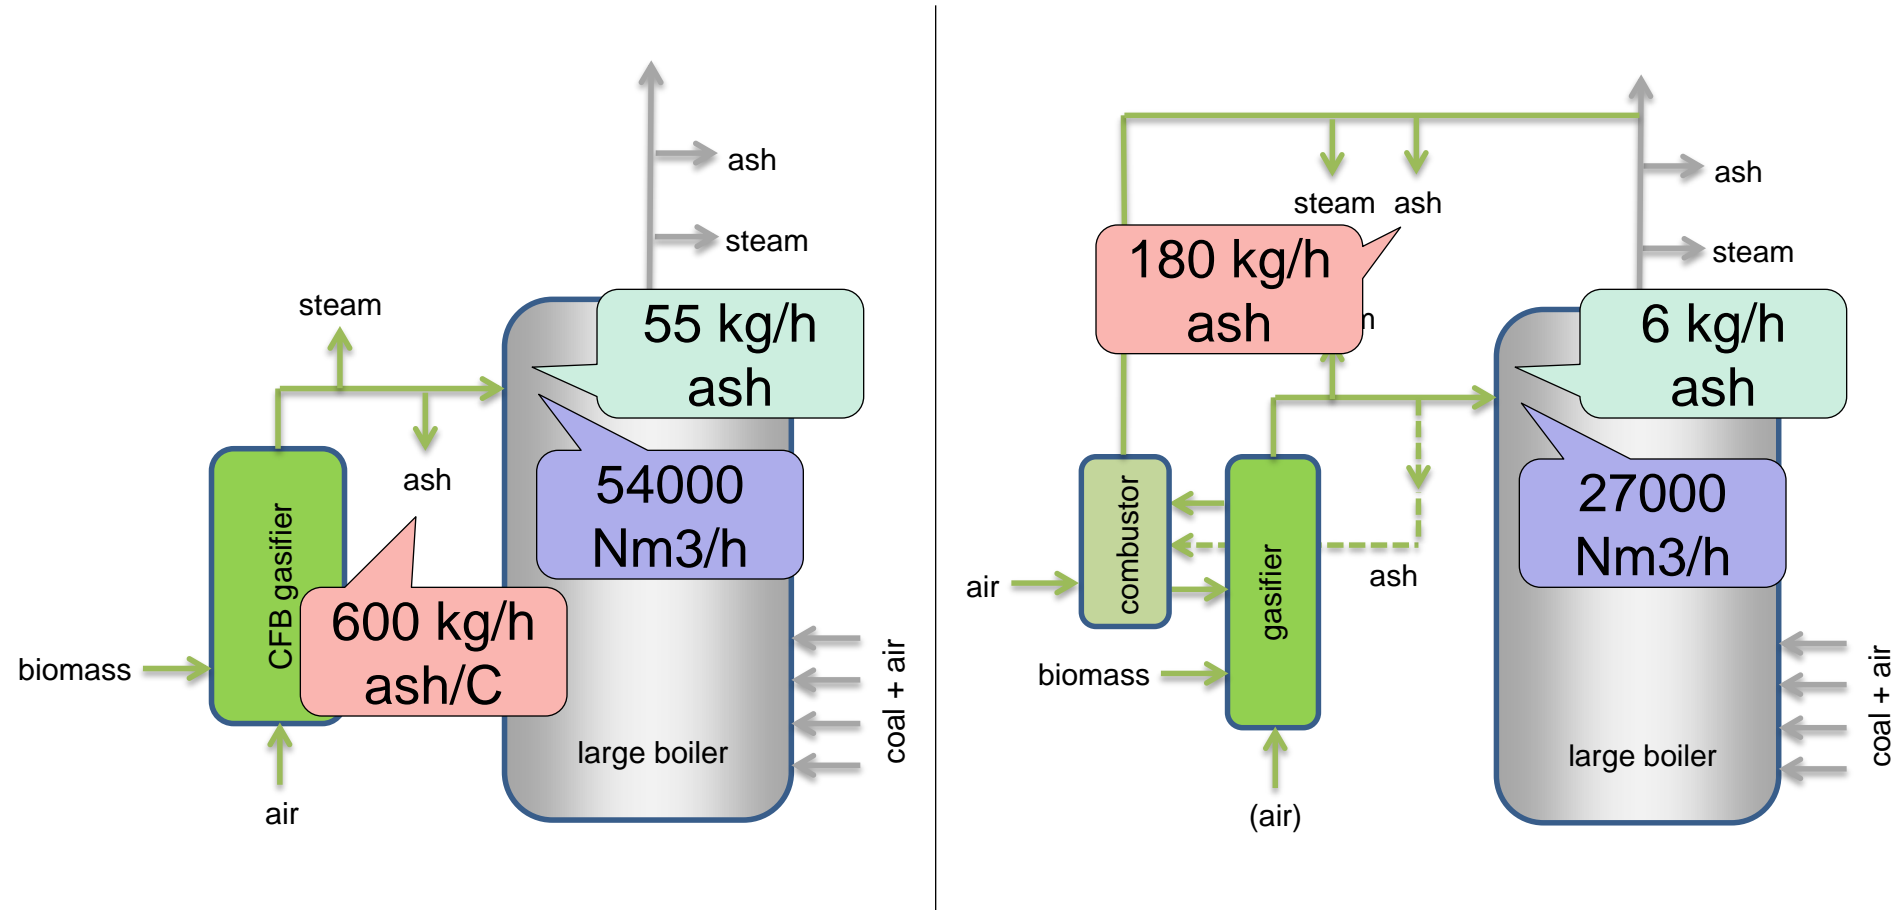 ash
steam
steam
55 kg/h
ash
ash
54000
Nm3/h
CFB gasifier
600 kg/h
ash/C
biomass
large boiler
coal + air
air
ash
steam ash
steam
180 kg/h
ash
6 kg/h
ash
combustor
gasifier
27000
Nm3/h
air
ash
biomass
large boiler
coal + air
(air)